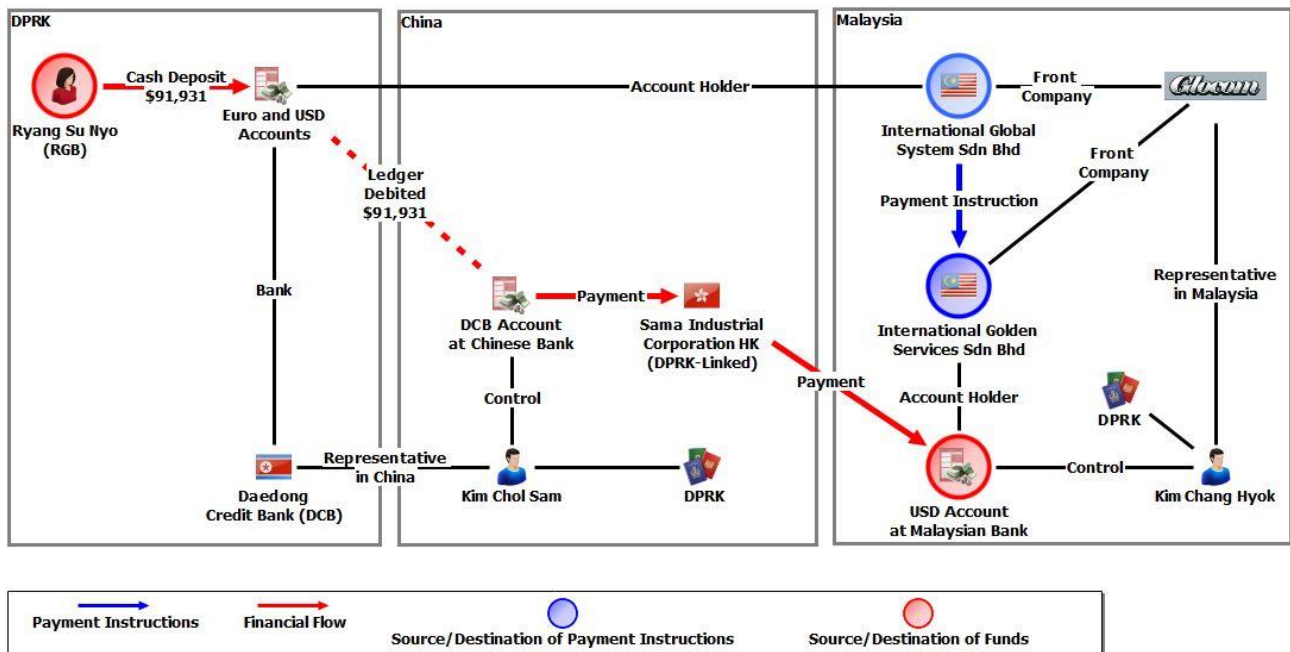 DPRK
China
Malaysia
Cash Deposit
$91,931
Ryang Su Nyo
(RGB)
Euro and USD
Accounts
Account Holder
International Global
System Sdn Bhd
Front
Company
Glocom
Ledger
Debited
$91,931
Front
Company
Payment Instruction
Bank
Representative
in Malaysia
DCB Account
at Chinese Bank
Payment
Sama Industrial
Corporation HK
(DPRK-Linked)
International Golden
Services Sdn Bhd
Payment
Control
Account Holder
DPRK
Daedong
Credit Bank (DCB)
Representative
in China
Kim Chol Sam
DPRK
USD Account
at Malaysian Bank
Control
Kim Chang Hyok
Payment Instructions
Financial Flow
Source/Destination of Payment Instructions
Source/Destination of Funds